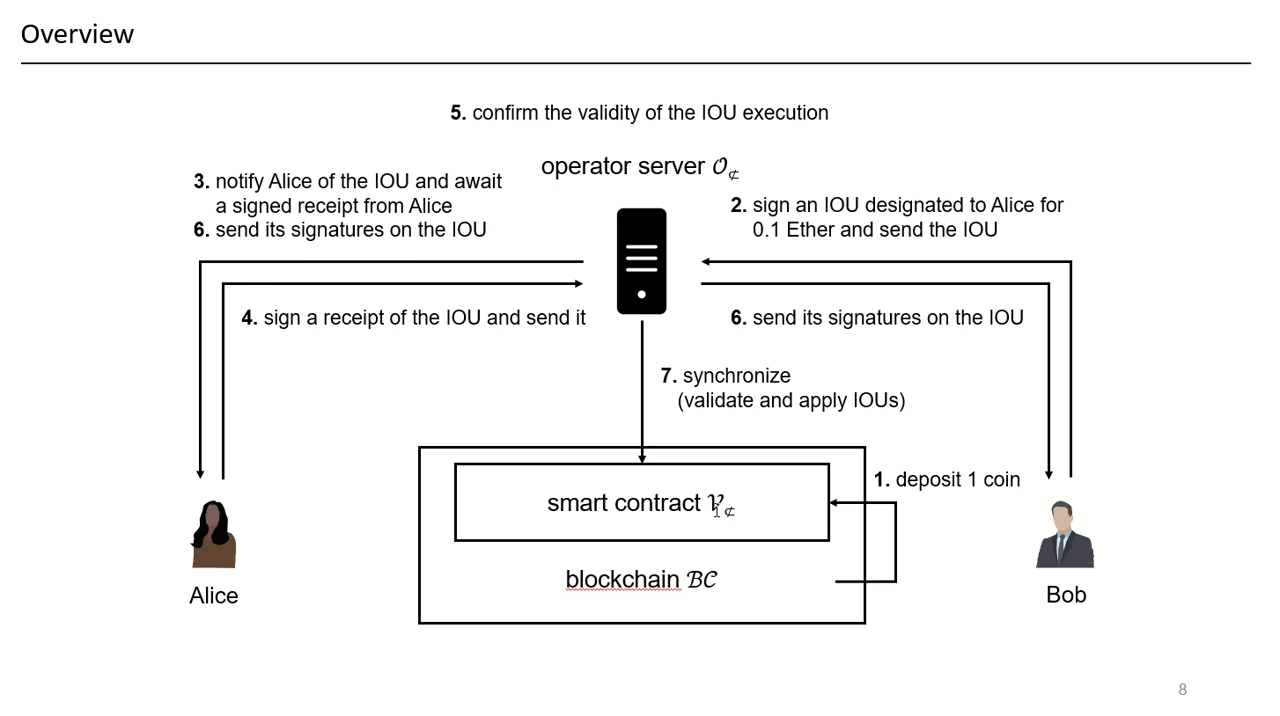 Overview
5. confirm the validity of the IOU execution
operator server 𝒪⊄
3. notify Alice of the IOU and await
a signed receipt from Alice
6. send its signatures on the IOU
2. sign an IOU designated to Alice for
0.1 Ether and send the IOU
4. sign a receipt of the IOU and send it
6. send its signatures on the IOU
7. synchronize
(validate and apply IOUs)
1. deposit 1 coin
smart contract 𝒱⊄
blockchain ℬ𝒞
Alice
Bob
8